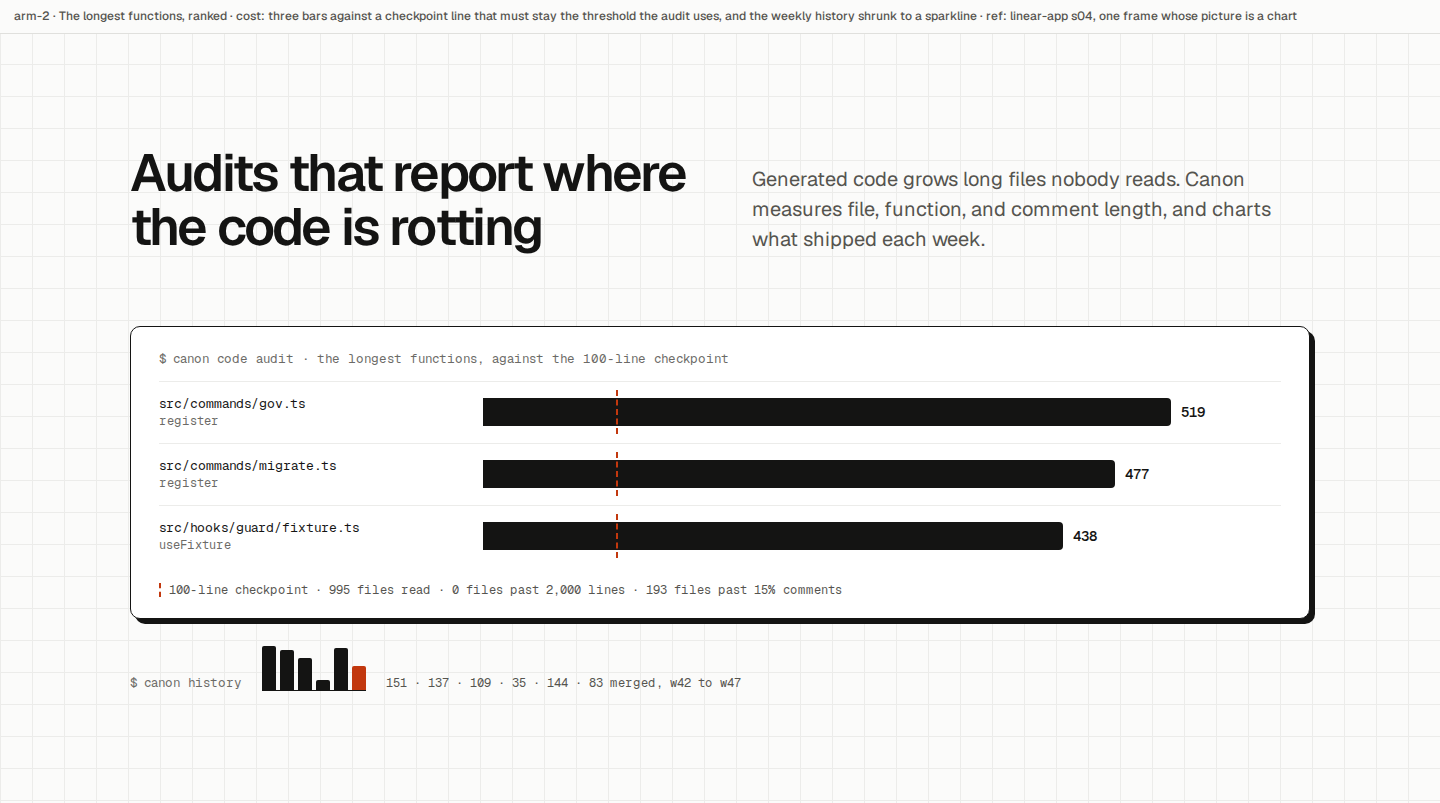 arm-2 · The longest functions, ranked · cost: three bars against a checkpoint line that must stay the threshold the audit uses, and the weekly history shrunk to a sparkline · ref: linear-app s04, one frame whose picture is a chart
Audits that report where
the code is rotting
Generated code grows long files nobody reads. Canon
measures file, function, and comment length, and charts
what shipped each week.
$ canon code audit · the longest functions, against the 100-line checkpoint
src/commands/gov.ts
register
519
src/commands/migrate.ts
register
477
src/hooks/guard/fixture.ts
useFixture
438
100-line checkpoint · 995 files read · 0 files past 2,000 lines · 193 files past 15% comments
$ canon history
151 · 137 · 109 · 35 · 144 · 83 merged, w42 to w47